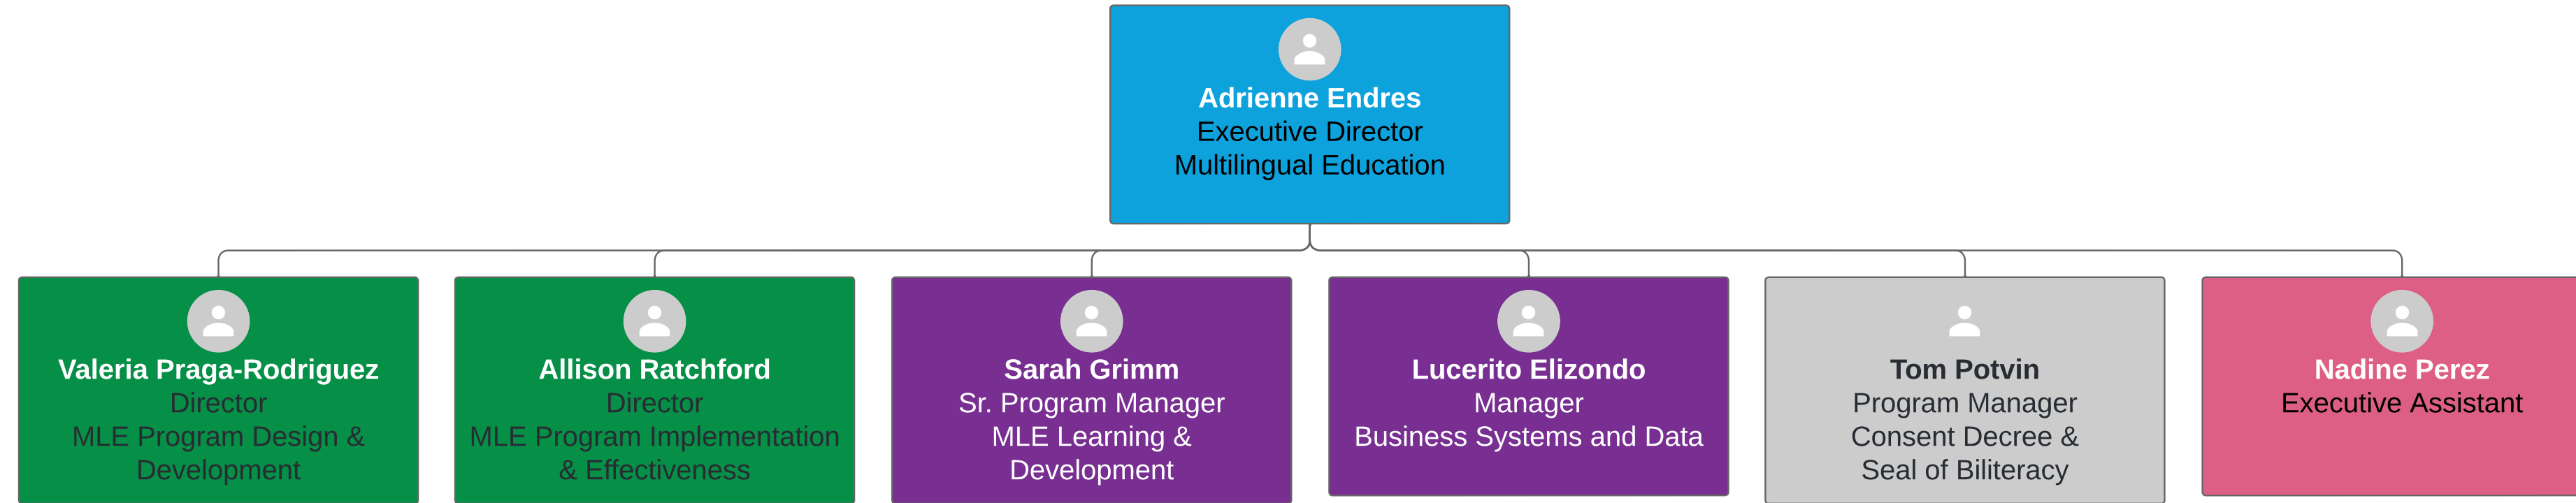 Adrienne Endres
Executive Director
Multilingual Education
Valeria Praga-Rodriguez
Director
MLE Program Design &
Development
Allison Ratchford
Director
MLE Program Implementation
& Effectiveness
Sarah Grimm
Sr. Program Manager
MLE Learning &
Development
Lucerito Elizondo
Manager
Business Systems and Data
Tom Potvin
Program Manager
Consent Decree &
Seal of Biliteracy
Nadine Perez
Executive Assistant